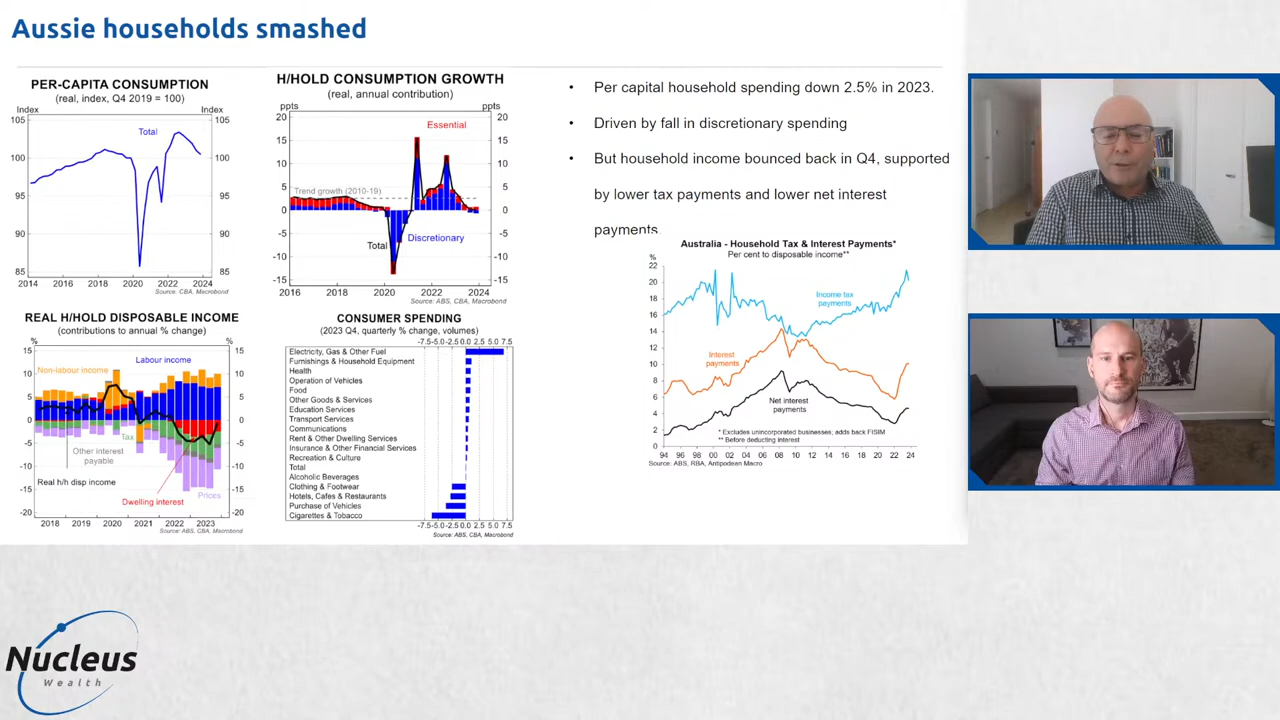 Aussie households smashed
PER-CAPITA CONSUMPTION
(real, index, Q4 2019 = 100)
Index Index
Total
105 105
100 100
95 95
90 90
85 85
2014 2016 2018 2020 2022 2024
Source: CBA, Macrobond
H/HOLD CONSUMPTION GROWTH
(real, annual contribution)
ppts ppts
Essential
Trend growth (2010-19)
Discretionary
Total
20 20
15 15
10 10
5 5
0 0
-5 -5
-10 -10
-15 -15
2016 2018 2020 2022 2024
Source: ABS, CBA, Macrobond
REAL H/HOLD DISPOSABLE INCOME
(contributions to annual % change)
% %
Labour income
Non-labour income
Tax
Other interest
payable
Real h/h disp income
Prices
Dwelling interest
15 15
10 10
5 5
0 0
-5 -5
-10 -10
-15 -15
-20 -20
2018 2019 2020 2021 2022 2023
Source: ABS, CBA, Macrobond
CONSUMER SPENDING
(2023 Q4, quarterly % change, volumes)
-7.5 -5.0 -2.5 0.0 2.5 5.0 7.5
Electricity, Gas & Other Fuel
Furnishings & Household Equipment
Health
Operation of Vehicles
Food
Other Goods & Services
Education Services
Transport Services
Communications
Rent & Other Dwelling Services
Insurance & Other Financial Services
Recreation & Culture
Total
Alcoholic Beverages
Clothing & Footwear
Hotels, Cafes & Restaurants
Purchase of Vehicles
Cigarettes & Tobacco
-7.5 -5.0 -2.5 0.0 2.5 5.0 7.5
Source: ABS, CBA, Macrobond
• Per capital household spending down 2.5% in 2023.
• Driven by fall in discretionary spending
• But household income bounced back in Q4, supported
by lower tax payments and lower net interest
payments.
Australia - Household Tax & Interest Payments*
Per cent to disposable income**
%
22
20
18
16
14
12
10
8
6
4
2
0
Income tax
payments
Interest
payments
Net interest
payments
* Excludes unincorporated businesses, adds back FISIM
** Before deducting interest
94 96 98 00 02 04 06 08 10 12 14 16 18 20 22 24
Source: ABS, RBA, Antipodean Macro
Nucleus
Wealth